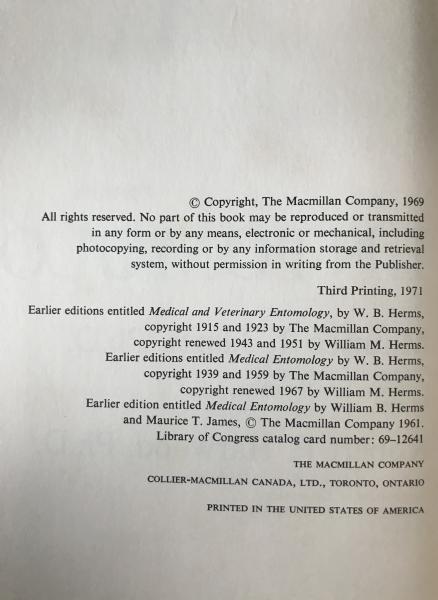 © Copyright, The Macmillan Company, 1969
All rights reserved. No part of this book may be reproduced or transmitted
in any form or by any means, electronic or mechanical, including
photocopying, recording or by any information storage and retrieval
system, without permission in writing from the Publisher.
Third Printing, 1971
Earlier editions entitled Medical and Veterinary Entomology, by W. B. Herms,
copyright 1915 and 1923 by The Macmillan Company,
copyright renewed 1943 and 1951 by William M. Herms.
Earlier editions entitled Medical Entomology by W. B. Herms,
copyright 1939 and 1959 by The Macmillan Company,
copyright renewed 1967 by William M. Herms.
Earlier edition entitled Medical Entomology by William B. Herms
and Maurice T. James, © The Macmillan Company 1961.
Library of Congress catalog card number: 69–12641
THE MACMILLAN COMPANY
COLLIER-MACMILLAN CANADA, LTD., TORONTO, ONTARIO
PRINTED IN THE UNITED STATES OF AMERICA